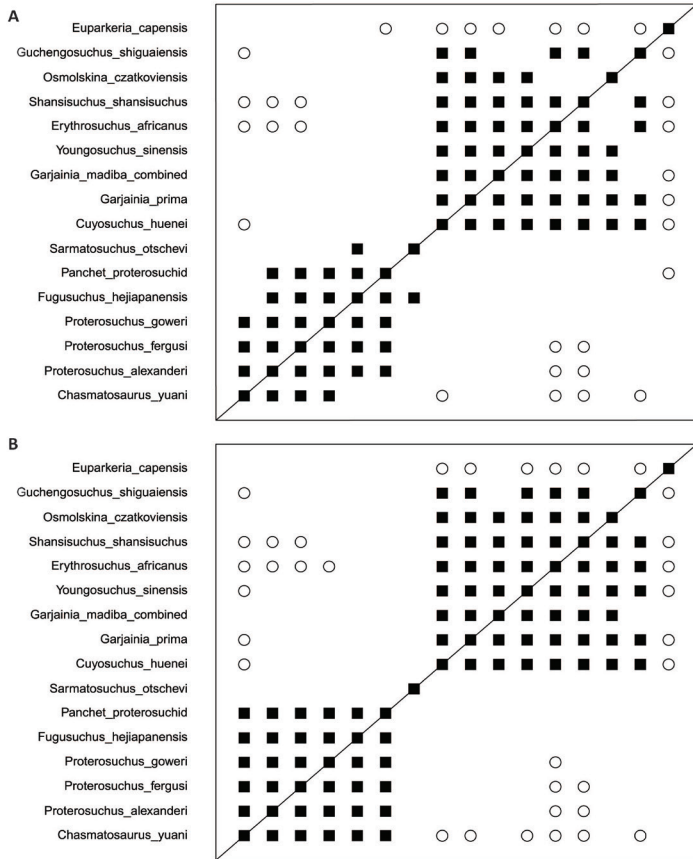 A
Euparkeria_capensis
Guchengosuchus_shiguaiensis
Osmolskina_czatkoviensis
Shansisuchus_shansisuchus
Erythrosuchus_africanus
Youngosuchus_sinensis
Garjainia_madiba_combined
Garjainia_prima
Cuyosuchus_huenei
Sarmatosuchus_otschevi
Panchet_proterosuchid
Fugusuchus_hejiapanensis
Proterosuchus_goweri
Proterosuchus_fergusi
Proterosuchus_alexanderi
Chasmatosaurus_yuani
B
Euparkeria_capensis
Guchengosuchus_shiguaiensis
Osmolskina_czatkoviensis
Shansisuchus_shansisuchus
Erythrosuchus_africanus
Youngosuchus_sinensis
Garjainia_madiba_combined
Garjainia_prima
Cuyosuchus_huenei
Sarmatosuchus_otschevi
Panchet_proterosuchid
Fugusuchus_hejiapanensis
Proterosuchus_goweri
Proterosuchus_fergusi
Proterosuchus_alexanderi
Chasmatosaurus_yuani